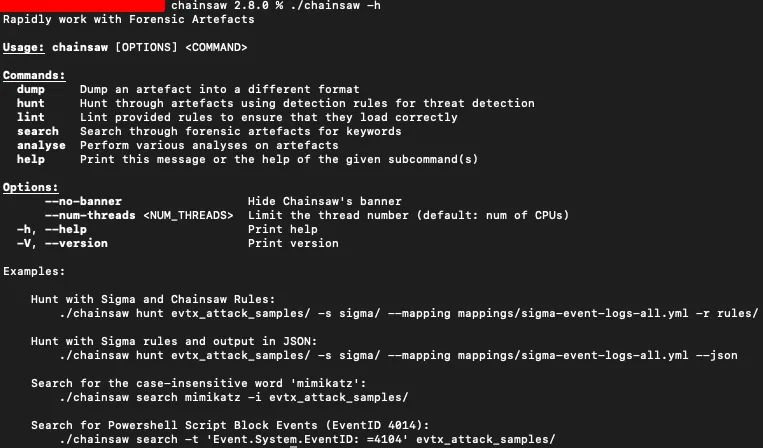 chainsaw 2.8.0 % ./chainsaw -h
Rapidly work with Forensic Artefacts
Usage: chainsaw [OPTIONS] <COMMAND>
Commands:
dump Dump an artefact into a different format
hunt Hunt through artefacts using detection rules for threat detection
lint Lint provided rules to ensure that they load correctly
search Search through forensic artefacts for keywords
analyse Perform various analyses on artefacts
help Print this message or the help of the given subcommand(s)
Options:
--no-banner Hide Chainsaw's banner
--num-threads <NUM_THREADS> Limit the thread number (default: num of CPUs)
-h, --help Print help
-V, --version Print version
Examples:
Hunt with Sigma and Chainsaw Rules:
./chainsaw hunt evtx_attack_samples/ -s sigma/ --mapping mappings/sigma-event-logs-all.yml -r rules/
Hunt with Sigma rules and output in JSON:
./chainsaw hunt evtx_attack_samples/ -s sigma/ --mapping mappings/sigma-event-logs-all.yml --json
Search for the case-insensitive word 'mimikatz':
./chainsaw search mimikatz -i evtx_attack_samples/
Search for Powershell Script Block Events (EventID 4014):
./chainsaw search -t 'Event.System.EventID: =4104' evtx_attack_samples/